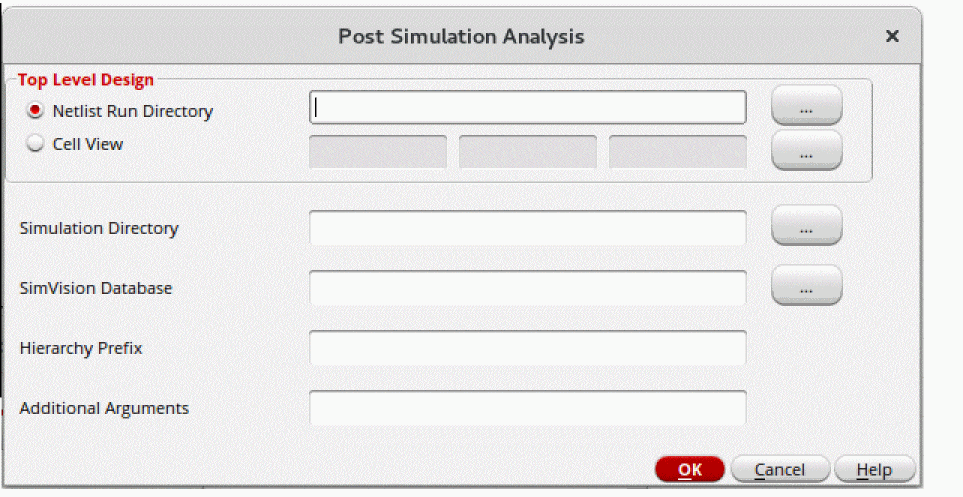 Post Simulation Analysis
Top Level Design
Netlist Run Directory
...
Cell View
...
Simulation Directory
...
SimVision Database
...
Hierarchy Prefix
Additional Arguments
OK Cancel Help